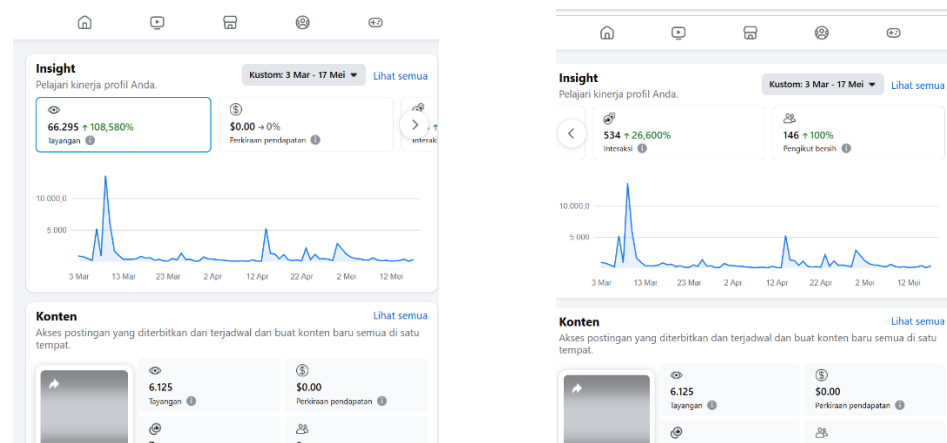 Insight
Pelajari kinerja profil Anda.
Kustom: 3 Mar - 17 Mei
Lihat semua
66.295 ↑ 108,580%
Tayangan
$0.00 → 0%
Perkiraan pendapatan
10.000,0
5.000
3 Mar 13 Mar 23 Mar 2 Apr 12 Apr 22 Apr 2 Mei 12 Mei
Konten
Lihat semua
Akses postingan yang diterbitkan dan terjadwal dan buat konten baru semua di satu
tempat.
6.125
Tayangan
$0.00
Perkiraan pendapatan
Insight
Pelajari kinerja profil Anda.
Kustom: 3 Mar - 17 Mei
Lihat semua
534 ↑ 26,600%
Interaksi
146 ↑ 100%
Pengikut bersih
10.000,0
5.000
3 Mar 13 Mar 23 Mar 2 Apr 12 Apr 22 Apr 2 Mei 12 Mei
Konten
Lihat semua
Akses postingan yang diterbitkan dan terjadwal dan buat konten baru semua di satu
tempat.
6.125
Tayangan
$0.00
Perkiraan pendapatan